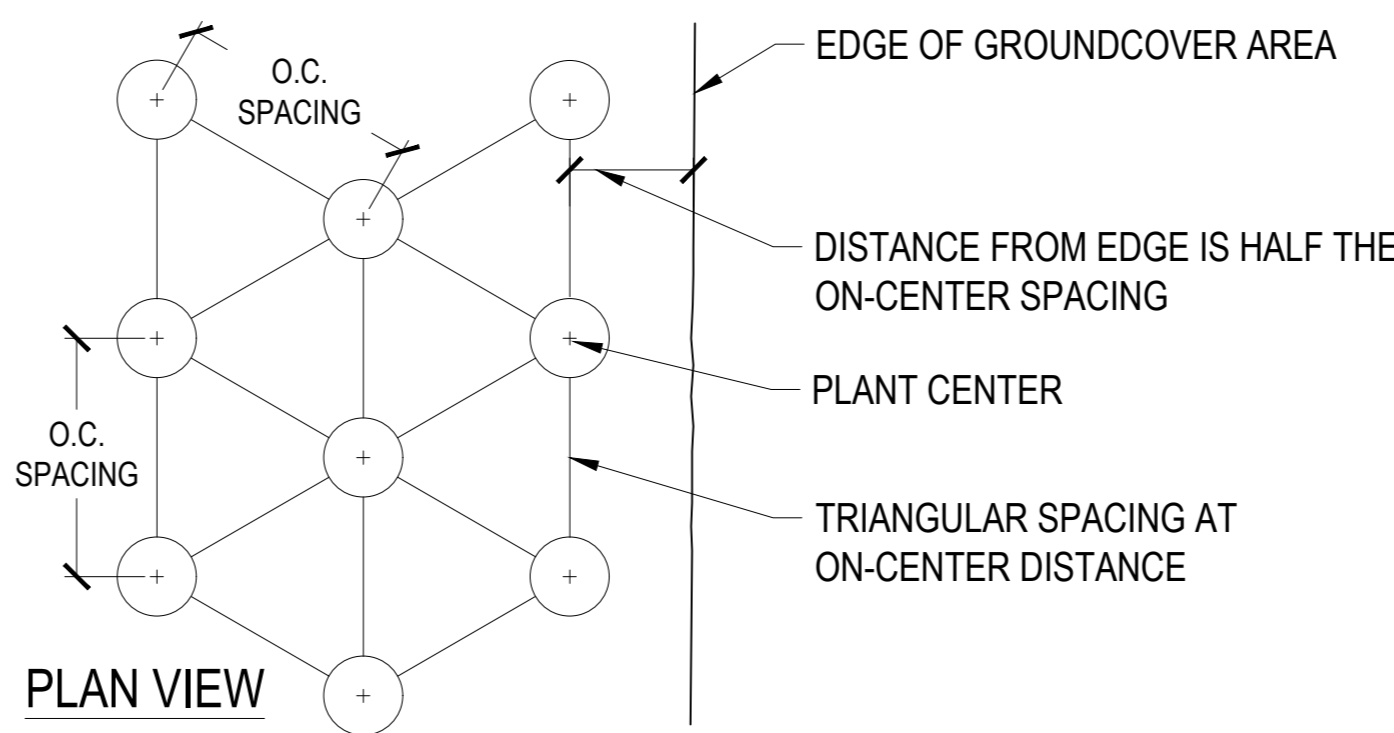 EDGE OF GROUNDCOVER AREA
O.C.
SPACING
DISTANCE FROM EDGE IS HALF THE
ON-CENTER SPACING
PLANT CENTER
O.C.
SPACING
TRIANGULAR SPACING AT
ON-CENTER DISTANCE
PLAN VIEW